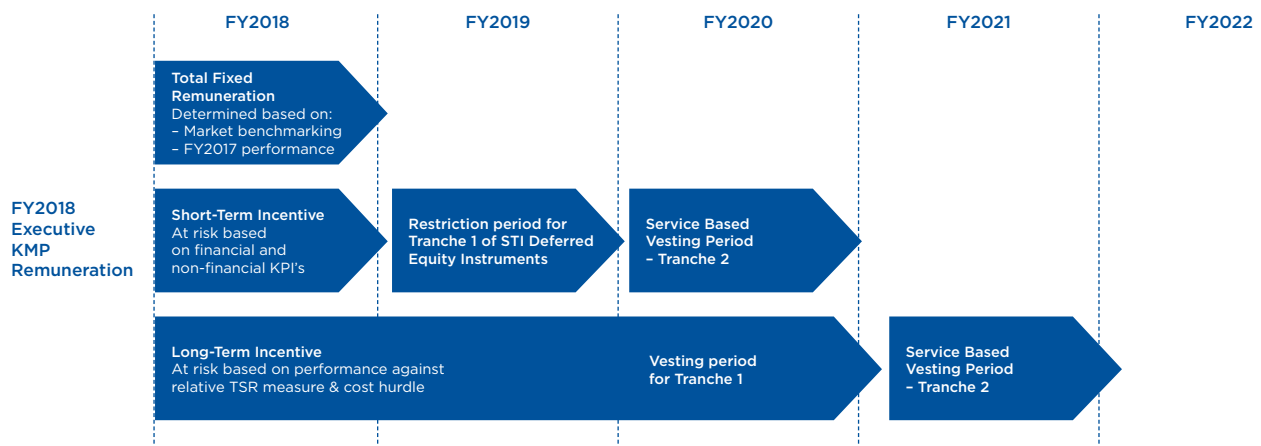 FY2018
FY2019
FY2020
FY2021
FY2022
FY2018
Executive
KMP
Remuneration
Total Fixed
Remuneration
Determined based on:
– Market benchmarking
– FY2017 performance
Short-Term Incentive
At risk based
on financial and
non-financial KPI's
Restriction period for
Tranche 1 of STI Deferred
Equity Instruments
Service Based
Vesting Period
– Tranche 2
Long-Term Incentive
At risk based on performance against
relative TSR measure & cost hurdle
Vesting period
for Tranche 1
Service Based
Vesting Period
– Tranche 2